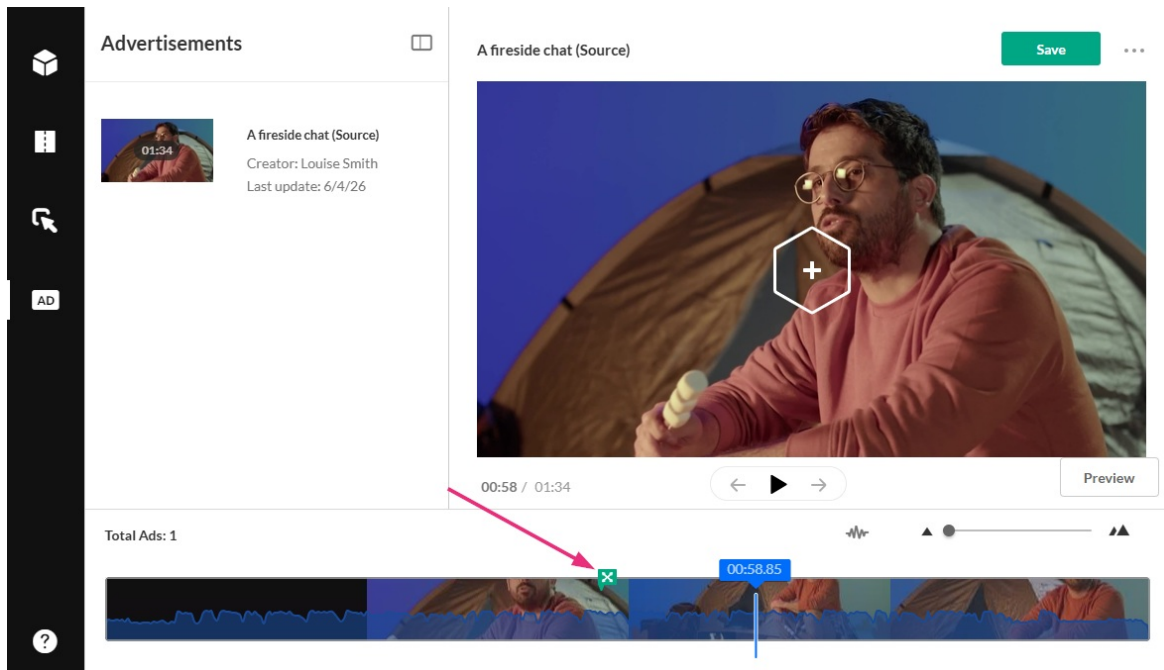 Advertisements
A fireside chat (Source)
Save
01:34
A fireside chat (Source)
Creator: Louise Smith
Last update: 6/4/26
AD
00:58 / 01:34
Preview
Total Ads: 1
00:58.85
?